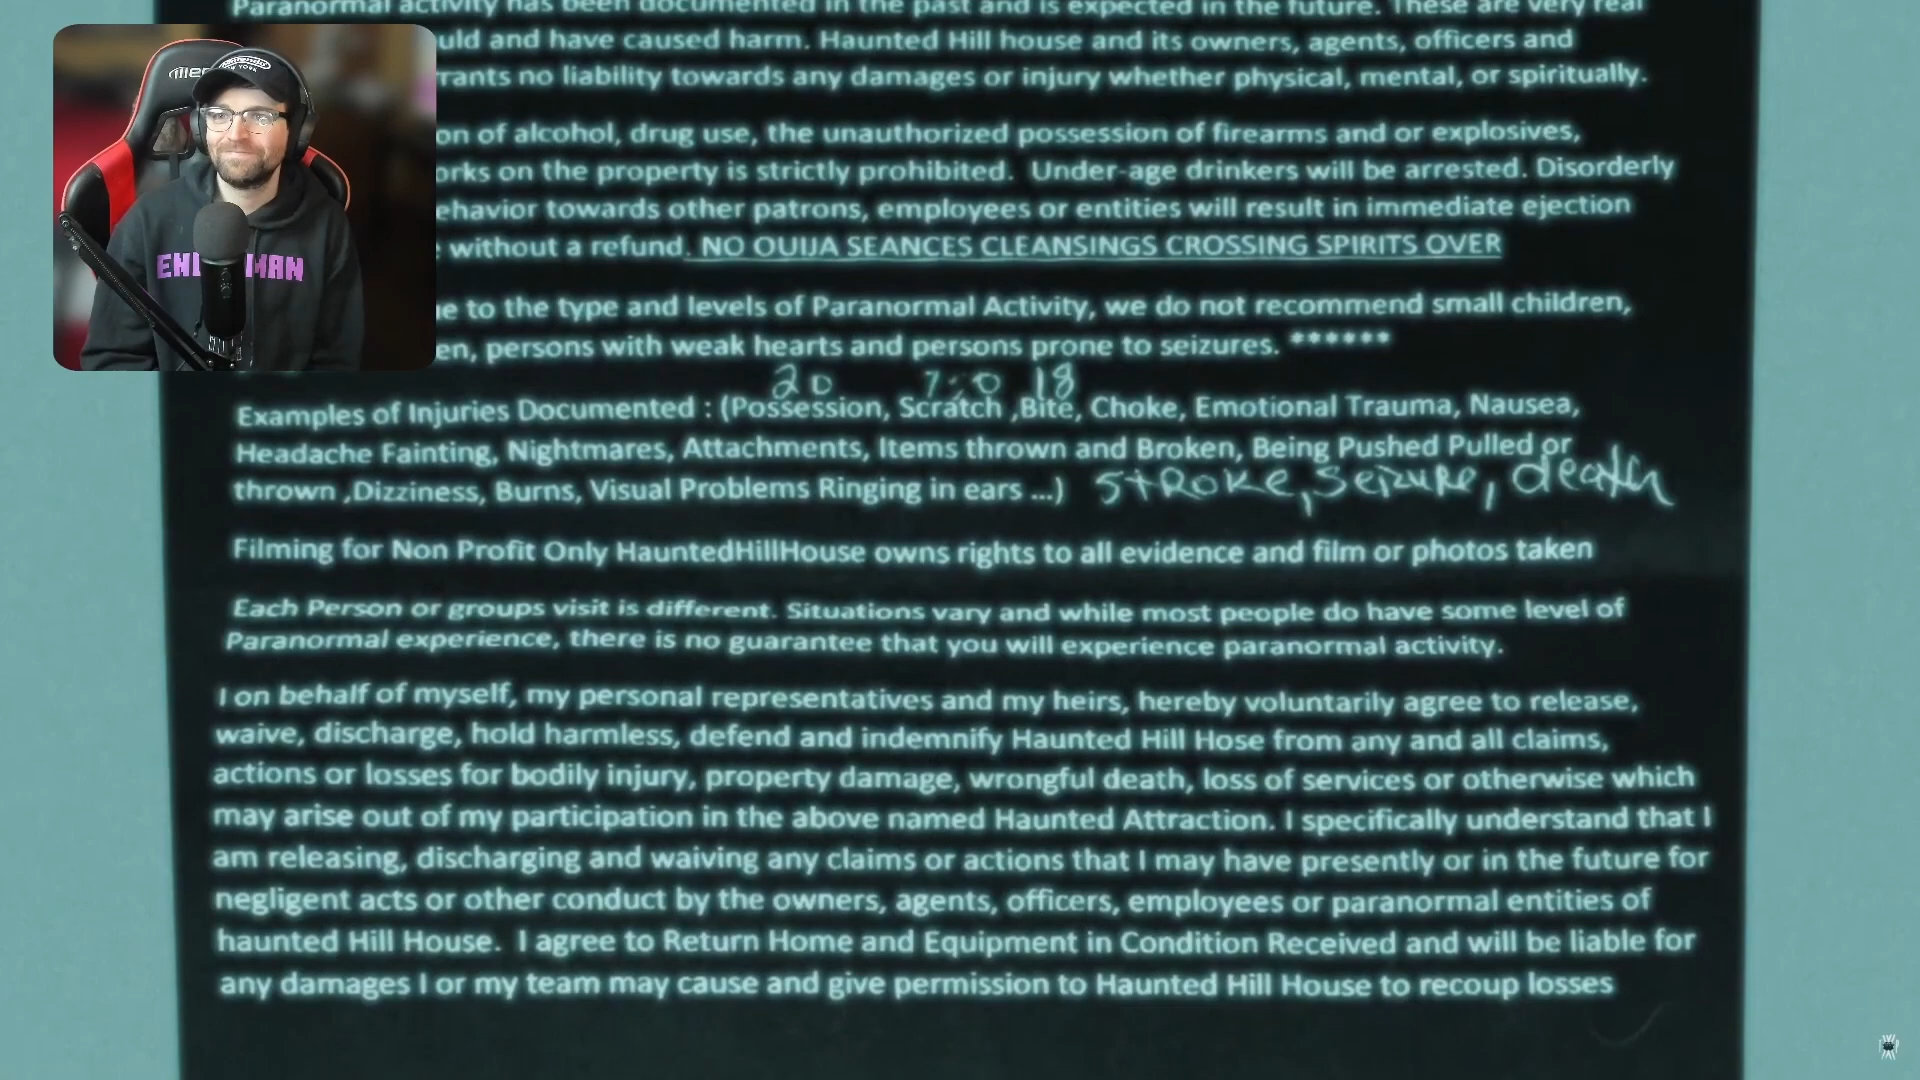 Paranormal activity has been documented in the past and is expected in the future. These are very real
uld and have caused harm. Haunted Hill house and its owners, agents, officers and
rants no liability towards any damages or injury whether physical, mental, or spiritually.
on of alcohol, drug use, the unauthorized possession of firearms and or explosives,
orks on the property is strictly prohibited. Under-age drinkers will be arrested. Disorderly
ehavior towards other patrons, employees or entities will result in immediate ejection
without a refund. NO OUIJA SEANCES CLEANSINGS CROSSING SPIRITS OVER
e to the type and levels of Paranormal Activity, we do not recommend small children,
en, persons with weak hearts and persons prone to seizures. ******
20 18
Examples of Injuries Documented : (Possession, Scratch ,Bite, Choke, Emotional Trauma, Nausea,
Headache Fainting, Nightmares, Attachments, Items thrown and Broken, Being Pushed Pulled or
thrown ,Dizziness, Burns, Visual Problems Ringing in ears ...) STROKE, Seizure, death
Filming for Non Profit Only HauntedHillHouse owns rights to all evidence and film or photos taken
Each Person or groups visit is different. Situations vary and while most people do have some level of
Paranormal experience, there is no guarantee that you will experience paranormal activity.
I on behalf of myself, my personal representatives and my heirs, hereby voluntarily agree to release,
waive, discharge, hold harmless, defend and indemnify Haunted Hill Hose from any and all claims,
actions or losses for bodily injury, property damage, wrongful death, loss of services or otherwise which
may arise out of my participation in the above named Haunted Attraction. I specifically understand that I
am releasing, discharging and waiving any claims or actions that I may have presently or in the future for
negligent acts or other conduct by the owners, agents, officers, employees or paranormal entities of
haunted Hill House. I agree to Return Home and Equipment in Condition Received and will be liable for
any damages I or my team may cause and give permission to Haunted Hill House to recoup losses